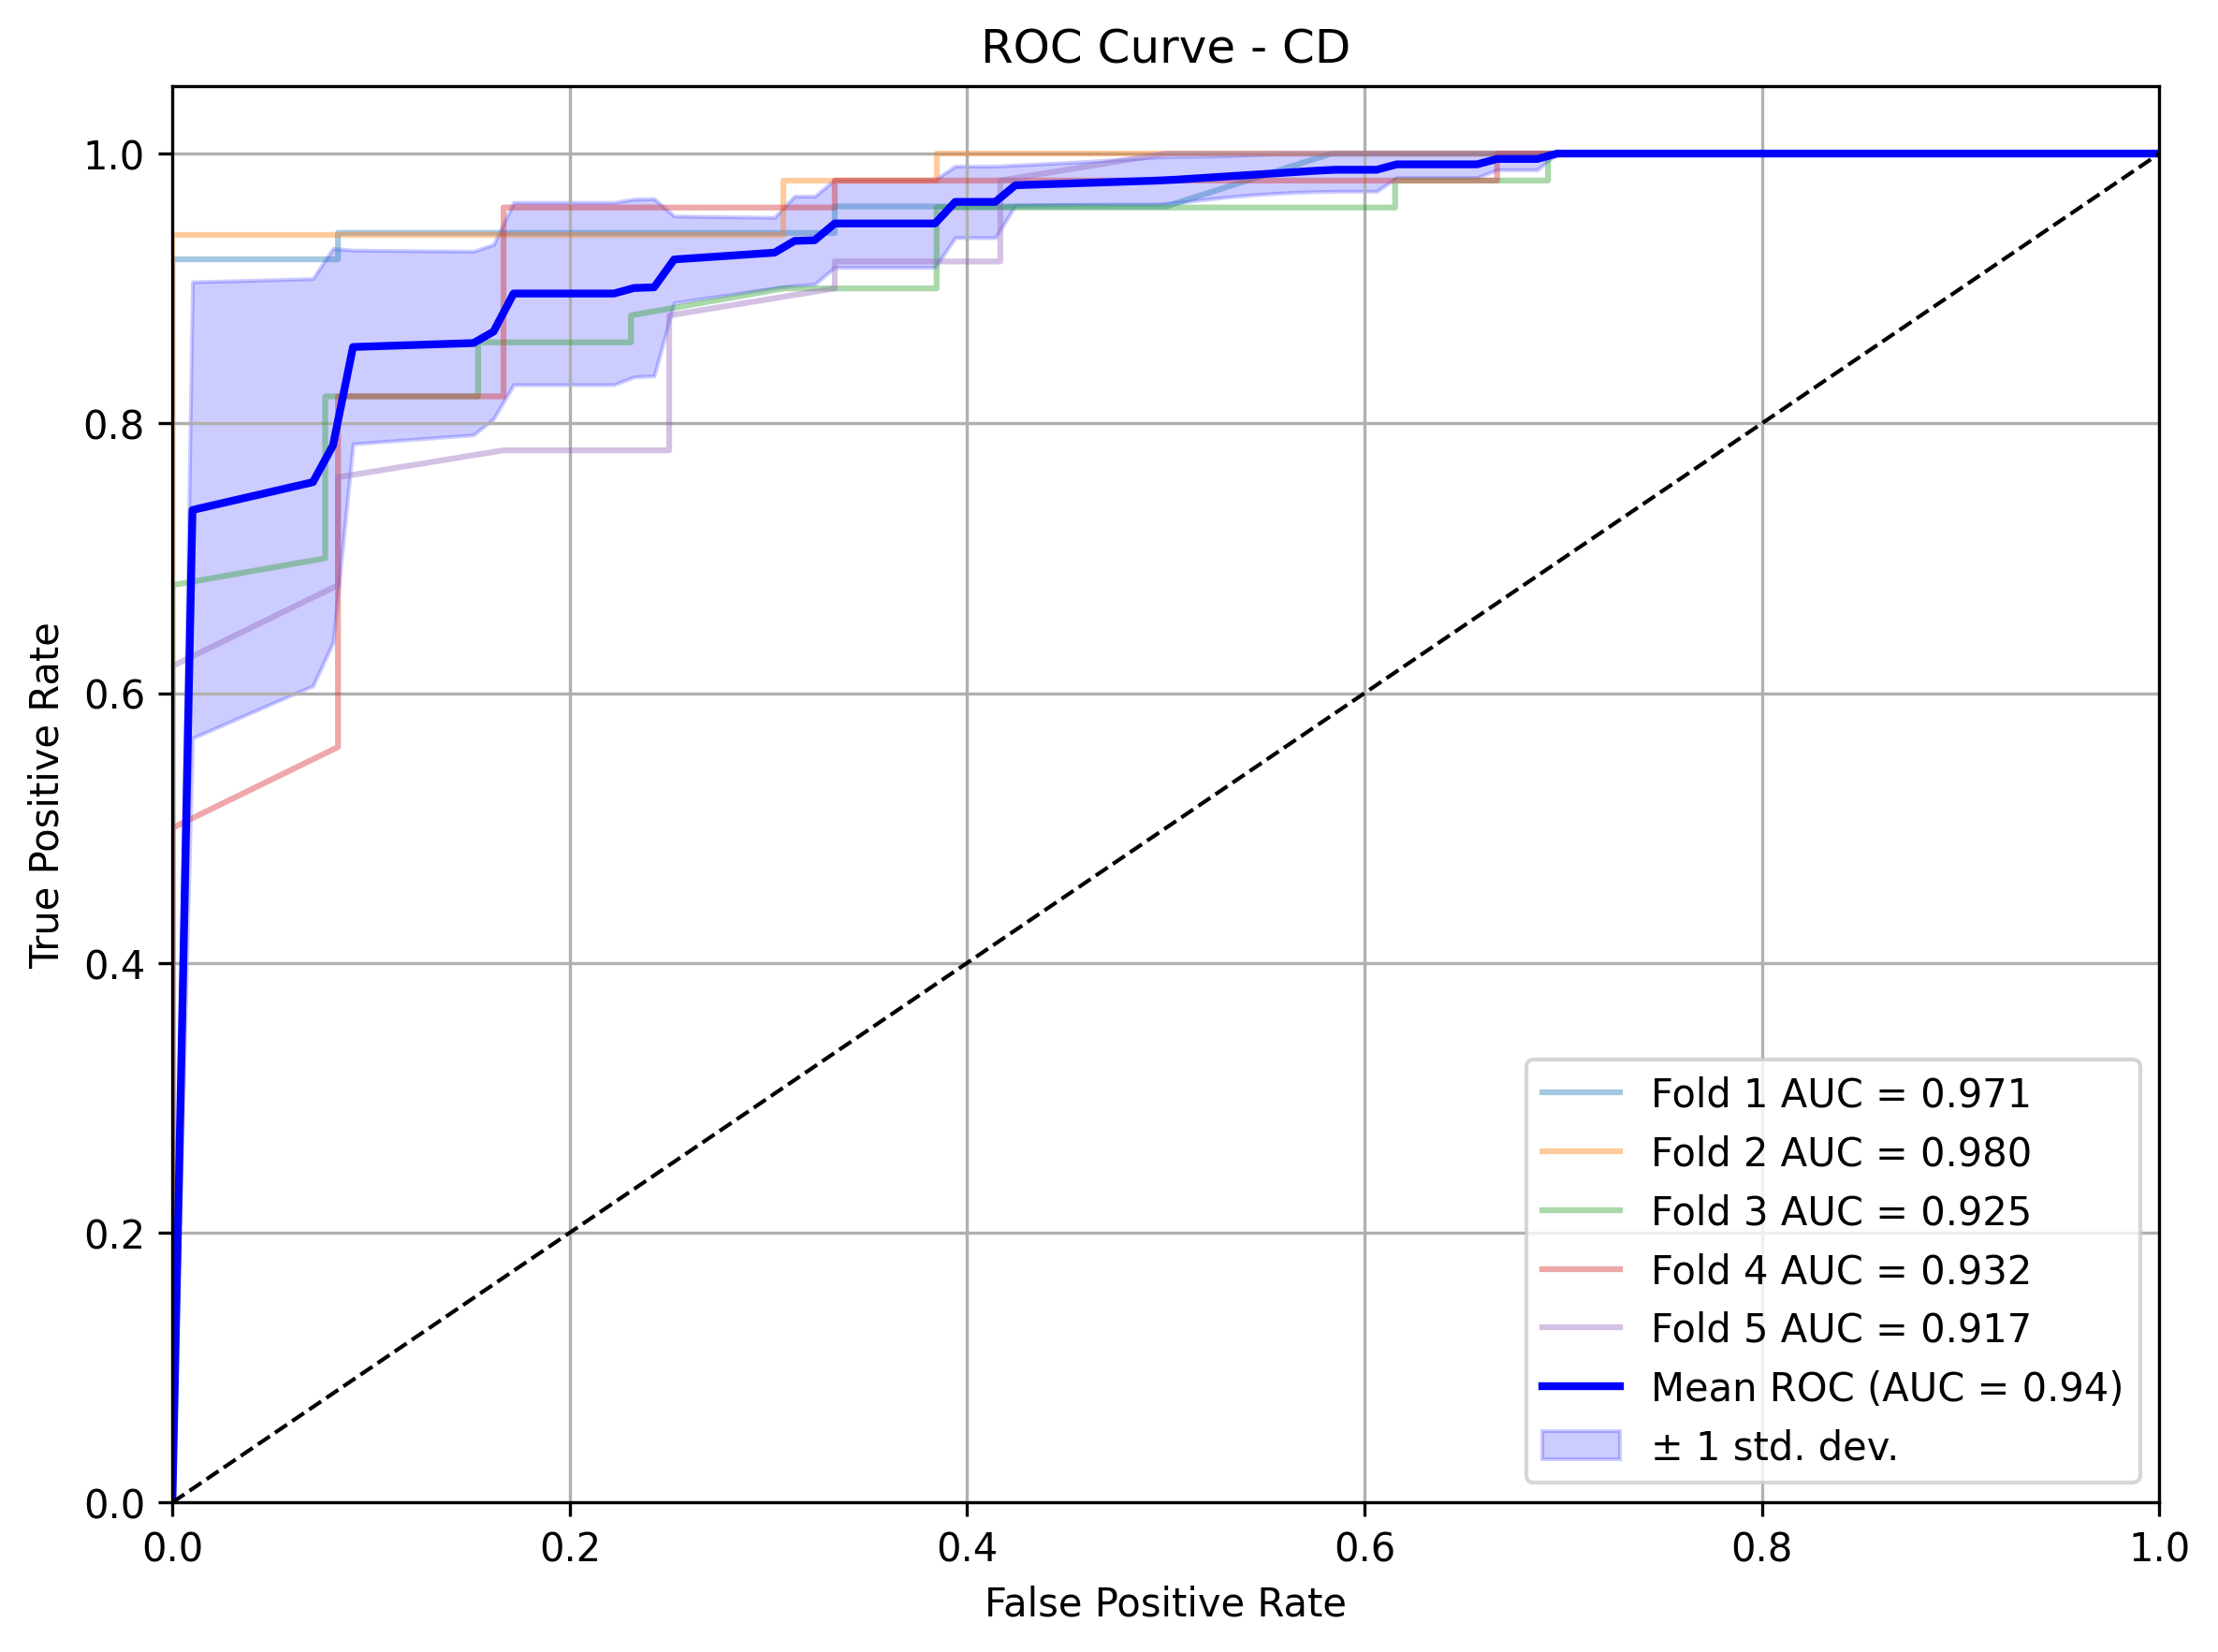 ROC Curve - CD
True Positive Rate
1.0
0.8
0.6
0.4
0.2
0.0
0.0 0.2 0.4 0.6 0.8 1.0
False Positive Rate
Fold 1 AUC = 0.971
Fold 2 AUC = 0.980
Fold 3 AUC = 0.925
Fold 4 AUC = 0.932
Fold 5 AUC = 0.917
Mean ROC (AUC = 0.94)
± 1 std. dev.